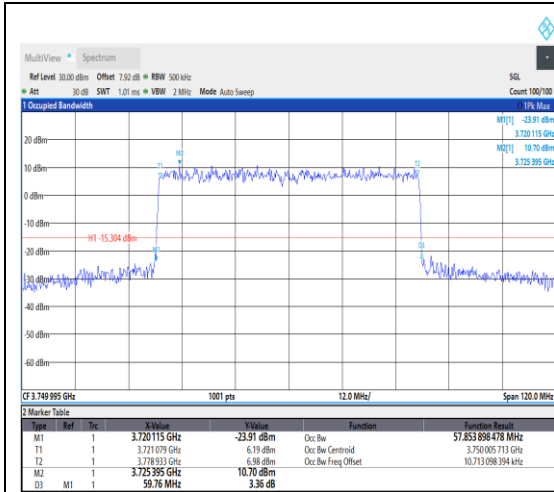 MultiView Spectrum
Ref Level 30.00 dBm Offset 7.92 dB RBW 500 kHz SGL
Att 30 dB SWT 1.01 ms VBW 2 MHz Mode Auto Sweep Count 100/100
1 Occupied Bandwidth 1Pk Max
M1[1] -23.91 dBm
3.720 115 GHz
M2[1] 10.70 dBm
3.725 395 GHz
20 dBm
M2
T1
T2
10 dBm
0 dBm
-10 dBm
H1 -15.304 dBm
-20 dBm
M1
D3
-30 dBm
-40 dBm
-50 dBm
-60 dBm
CF 3.749 995 GHz 1001 pts 12.0 MHz/ Span 120.0 MHz
2 Marker Table
Type Ref Trc X-Value Y-Value Function Function Result
M1 1 3.720 115 GHz -23.91 dBm Occ Bw 57.853 898 478 MHz
T1 1 3.721 079 GHz 6.19 dBm Occ Bw Centroid 3.750 005 713 GHz
T2 1 3.778 933 GHz 6.98 dBm Occ Bw Freq Offset 10.713 098 394 kHz
M2 1 3.725 395 GHz 10.70 dBm
D3 M1 1 59.76 MHz 3.36 dB